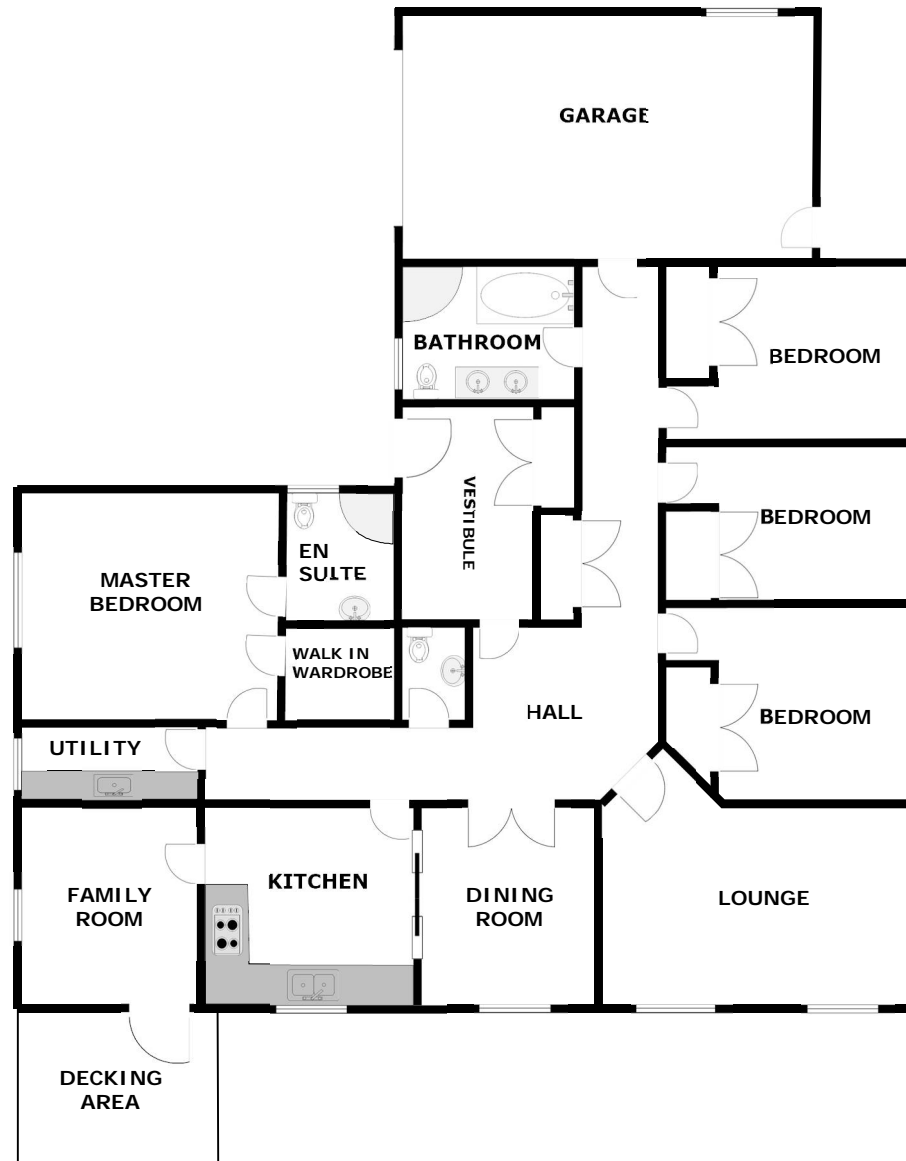 GARAGE
BATHROOM
BEDROOM
VESTIBULE
BEDROOM
EN
SUITE
MASTER
BEDROOM
WALK IN
WARDROBE
HALL
BEDROOM
UTILITY
KITCHEN
FAMILY
ROOM
DINING
ROOM
LOUNGE
DECKING
AREA